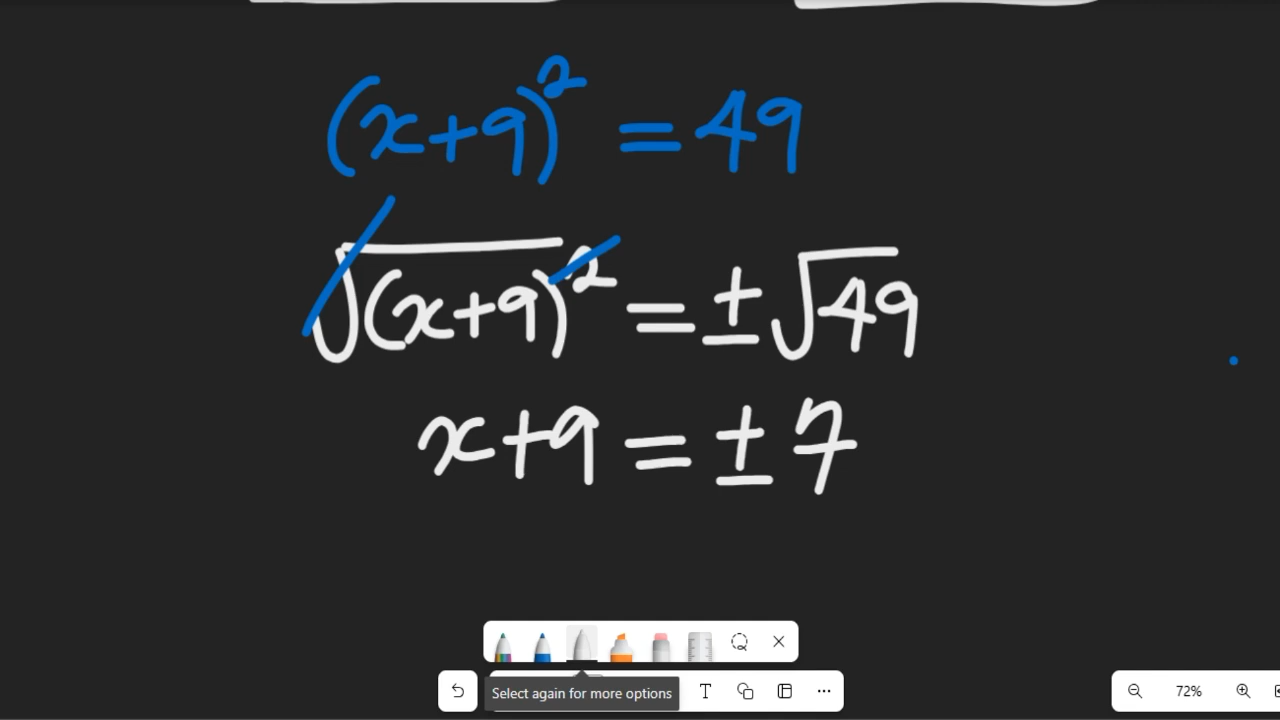 (x+9)² = 49
√(x+9)² = ±√49
x+9 = ±7
Select again for more options
T
72%